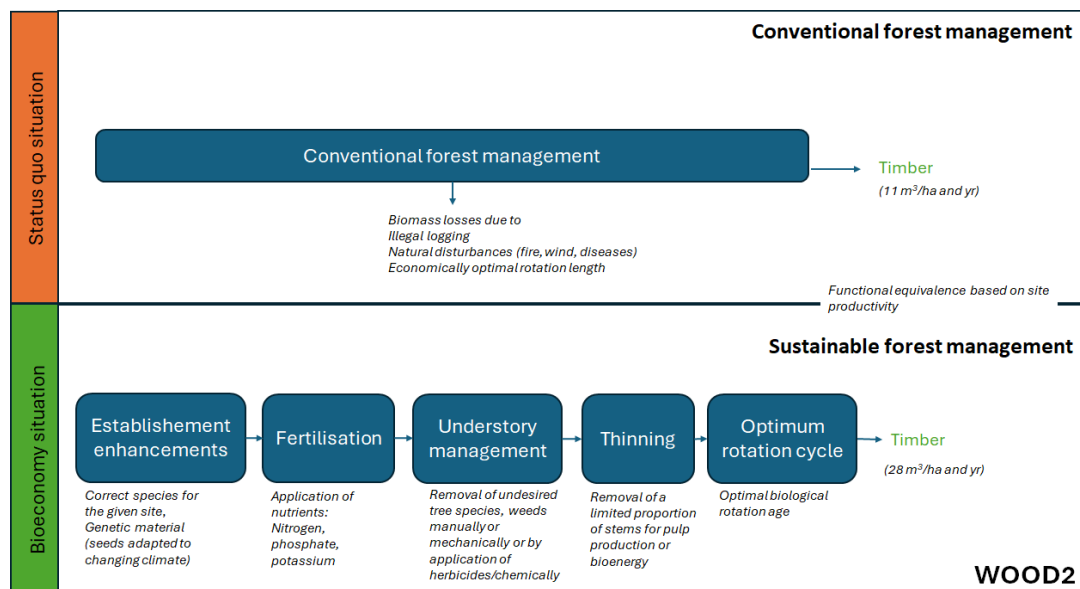 Status quo situation
Conventional forest management
Conventional forest management
Timber
(11 m³/ha and yr)
Biomass losses due to
Illegal logging
Natural disturbances (fire, wind, diseases)
Economically optimal rotation length
Functional equivalence based on site
productivity
Bioeconomy situation
Sustainable forest management
Establishement
enhancements
Fertilisation
Understory
management
Thinning
Optimum
rotation cycle
Timber
(28 m³/ha and yr)
Correct species for
the given site,
Genetic material
(seeds adapted to
changing climate)
Application of
nutrients:
Nitrogen,
phosphate,
potassium
Removal of undesired
tree species, weeds
manually or
mechanically or by
application of
herbicides/chemically
Removal of a
limited proportion
of stems for pulp
production or
bioenergy
Optimal biological
rotation age
WOOD2